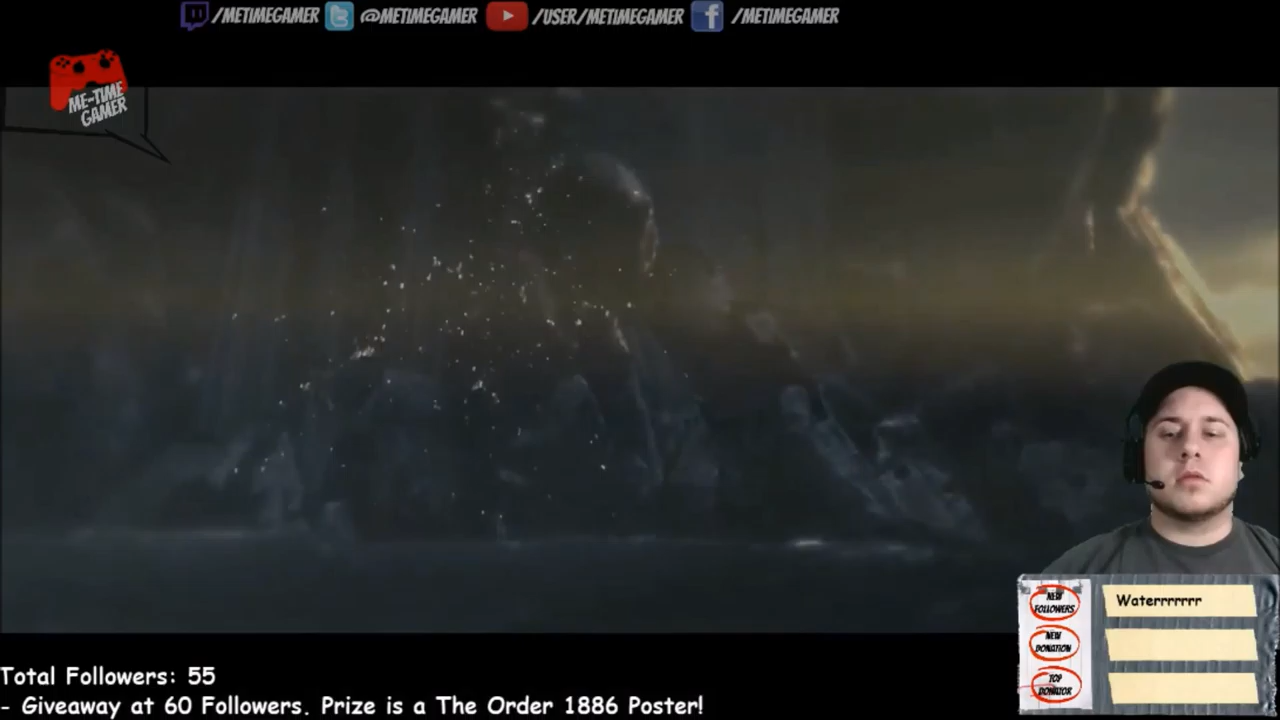 /METIMEGAMER @METIMEGAMER /USER/METIMEGAMER /METIMEGAMER
ME-TIME
GAMER
NEW
FOLLOWERS
Waterrrrrrr
NEW
DONATION
TOP
DONATOR
Total Followers: 55
- Giveaway at 60 Followers. Prize is a The Order 1886 Poster!